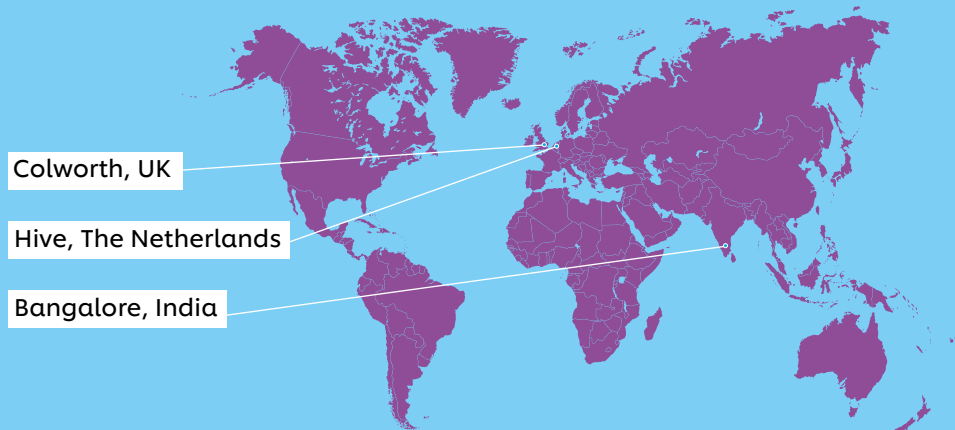 Colworth, UK
Hive, The Netherlands
Bangalore, India